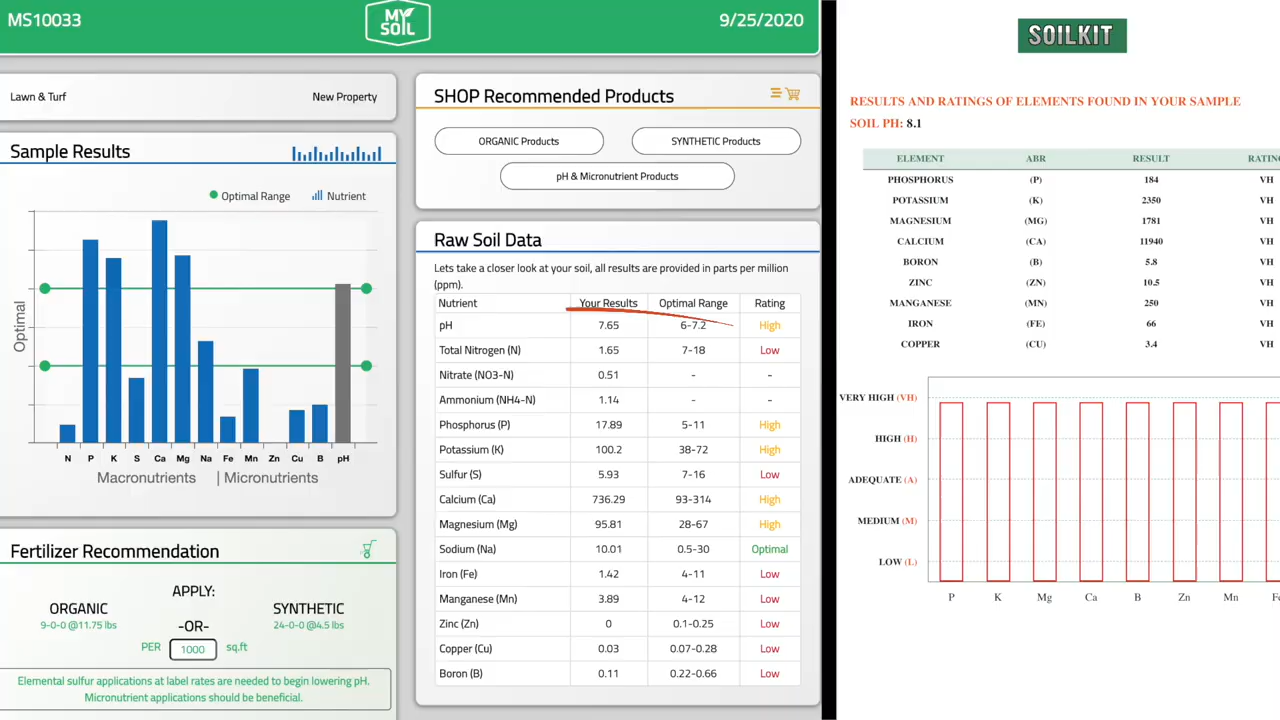 MS10033
MY
SOIL
9/25/2020
Lawn & Turf
New Property
Sample Results
Optimal Range
Nutrient
Optimal
N P K S Ca Mg Na Fe Mn Zn Cu B pH
Macronutrients | Micronutrients
Fertilizer Recommendation
APPLY:
ORGANIC
9-0-0 @11.75 lbs
-OR-
SYNTHETIC
24-0-0 @4.5 lbs
PER 1000 sq.ft
Elemental sulfur applications at label rates are needed to begin lowering pH.
Micronutrient applications should be beneficial.
SHOP Recommended Products
ORGANIC Products
SYNTHETIC Products
pH & Micronutrient Products
Raw Soil Data
Lets take a closer look at your soil, all results are provided in parts per million
(ppm).
Nutrient Your Results Optimal Range Rating
pH 7.65 6-7.2 High
Total Nitrogen (N) 1.65 7-18 Low
Nitrate (NO3-N) 0.51 - -
Ammonium (NH4-N) 1.14 - -
Phosphorus (P) 17.89 5-11 High
Potassium (K) 100.2 38-72 High
Sulfur (S) 5.93 7-16 Low
Calcium (Ca) 736.29 93-314 High
Magnesium (Mg) 95.81 28-67 High
Sodium (Na) 10.01 0.5-30 Optimal
Iron (Fe) 1.42 4-11 Low
Manganese (Mn) 3.89 4-12 Low
Zinc (Zn) 0 0.1-0.25 Low
Copper (Cu) 0.03 0.07-0.28 Low
Boron (B) 0.11 0.22-0.66 Low
SOILKIT
RESULTS AND RATINGS OF ELEMENTS FOUND IN YOUR SAMPLE
SOIL PH: 8.1
ELEMENT ABR RESULT RATING
PHOSPHORUS (P) 184 VH
POTASSIUM (K) 2350 VH
MAGNESIUM (MG) 1781 VH
CALCIUM (CA) 11940 VH
BORON (B) 5.8 VH
ZINC (ZN) 10.5 VH
MANGANESE (MN) 250 VH
IRON (FE) 66 VH
COPPER (CU) 3.4 VH
VERY HIGH (VH)
HIGH (H)
ADEQUATE (A)
MEDIUM (M)
LOW (L)
P K Mg Ca B Zn Mn Fe